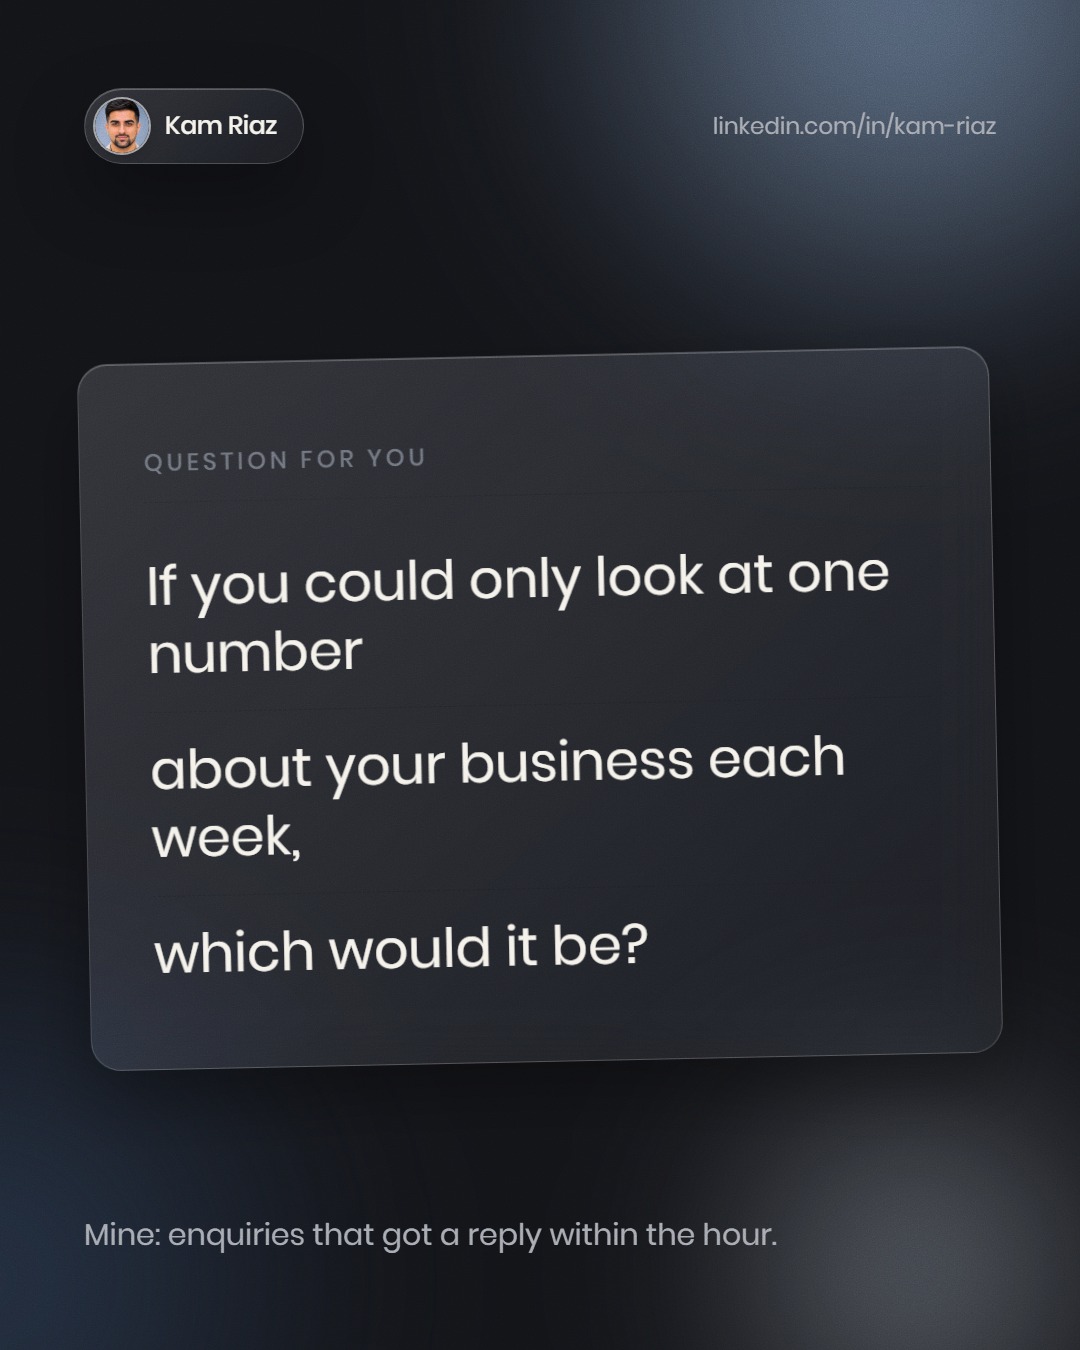 Kam Riaz
linkedin.com/in/kam-riaz
QUESTION FOR YOU
If you could only look at one
number
about your business each
week,
which would it be?
Mine: enquiries that got a reply within the hour.